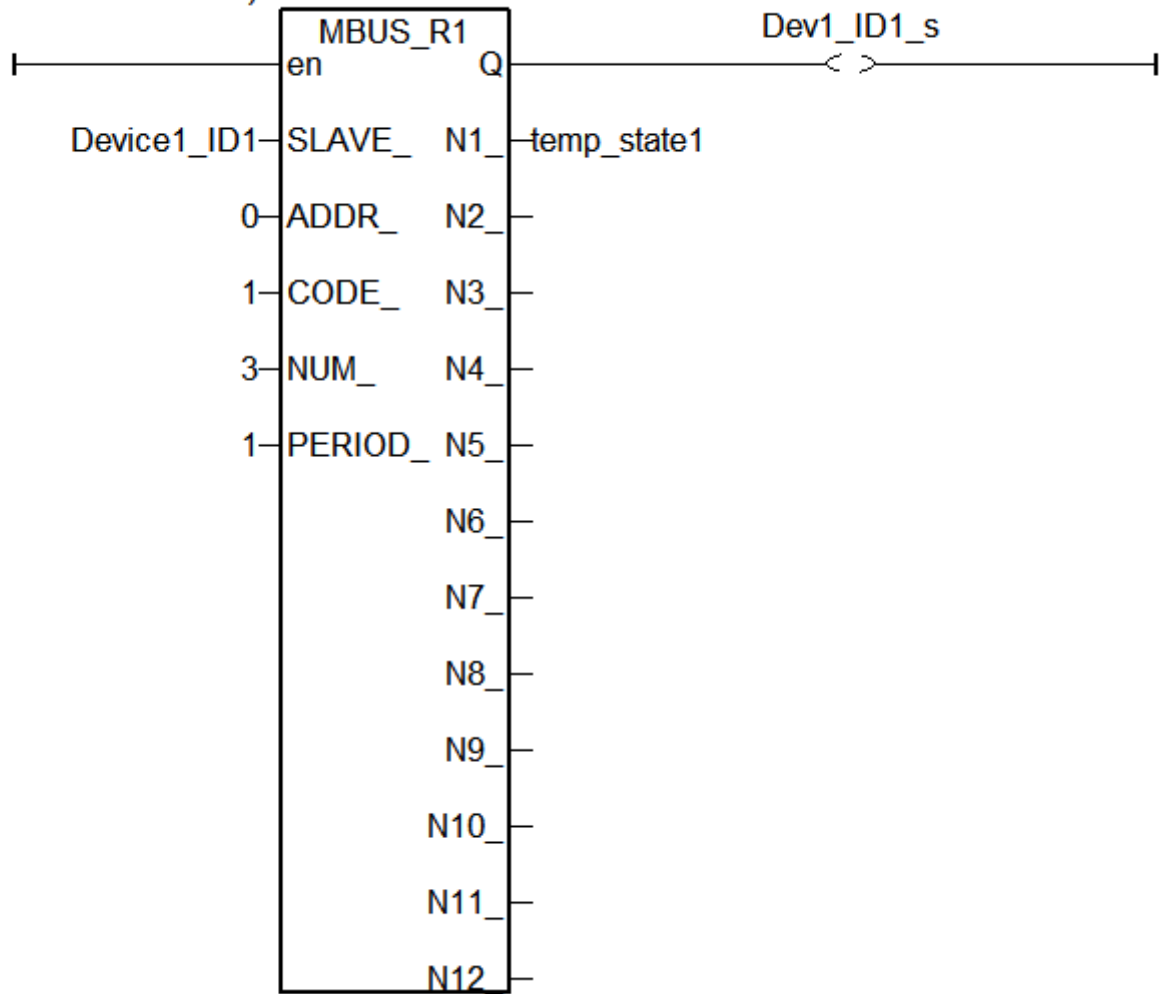 MBUS_R1
Dev1_ID1_s
en Q
Device1_ID1 SLAVE_ N1_ temp_state1
0 ADDR_ N2_
1 CODE_ N3_
3 NUM_ N4_
1 PERIOD_ N5_
N6_
N7_
N8_
N9_
N10_
N11_
N12_